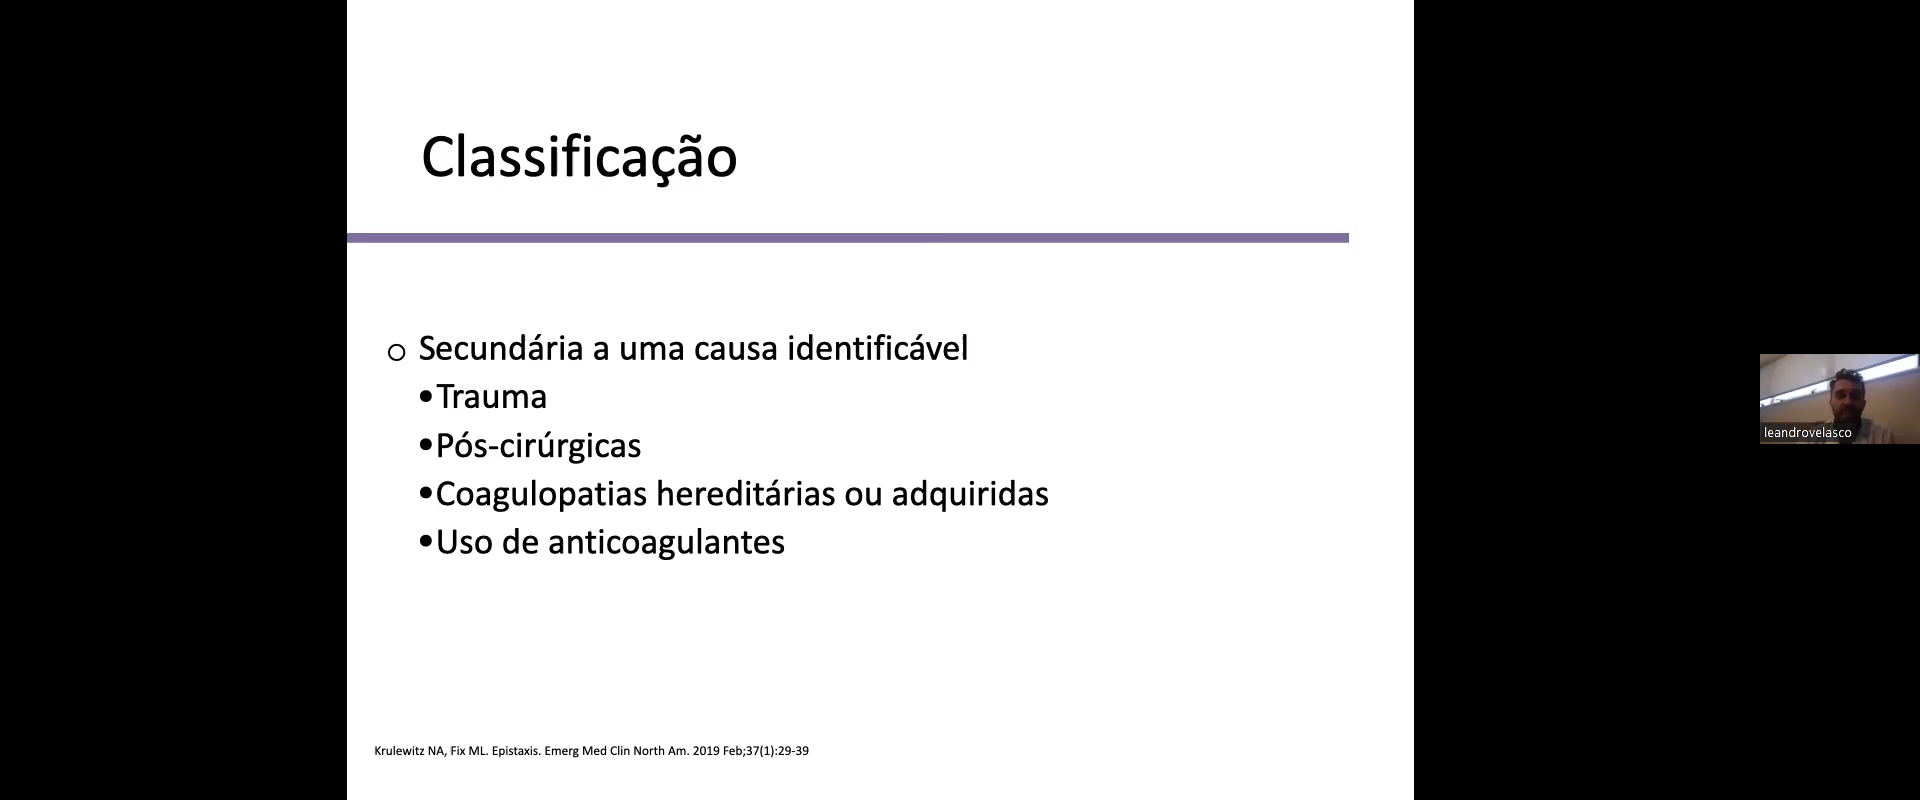 Classificação
Secundária a uma causa identificável
•Trauma
•Pós-cirúrgicas
•Coagulopatias hereditárias ou adquiridas
•Uso de anticoagulantes
Krulewitz NA, Fix ML. Epistaxis. Emerg Med Clin North Am. 2019 Feb;37(1):29-39
leandrovelasco